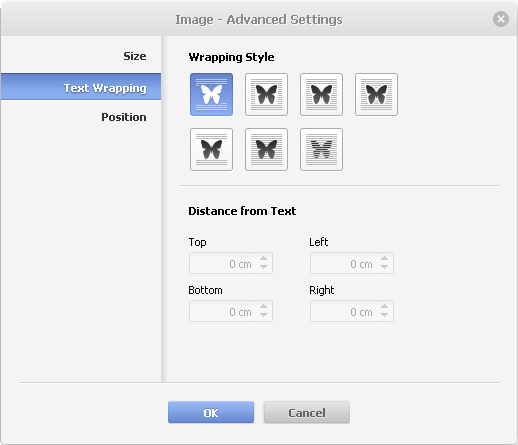 Image - Advanced Settings
Size
Text Wrapping
Position
Wrapping Style
Distance from Text
Top Left
0 cm 0 cm
Bottom Right
0 cm 0 cm
OK Cancel